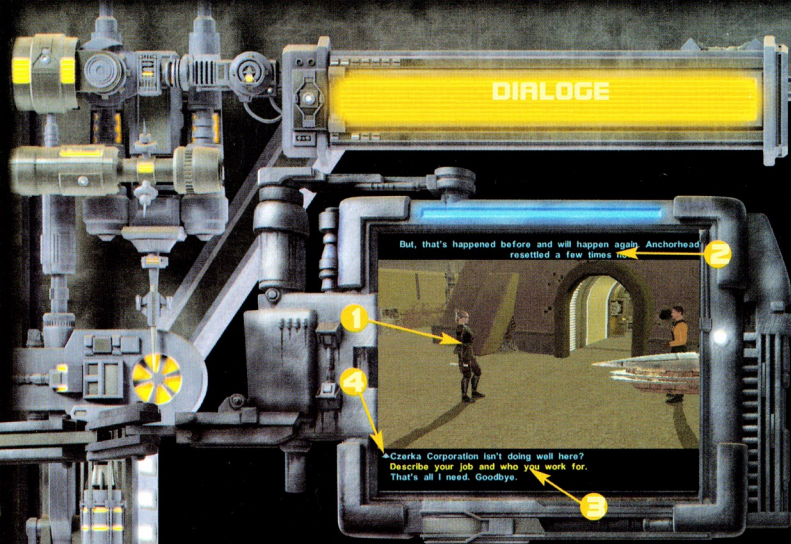 DIALOGE
But, that's happened before and will happen again. Anchorhead
resettled a few times
2
1
4
Czerka Corporation isn't doing well here?
Describe your job and who you work for.
That's all I need. Goodbye.
3